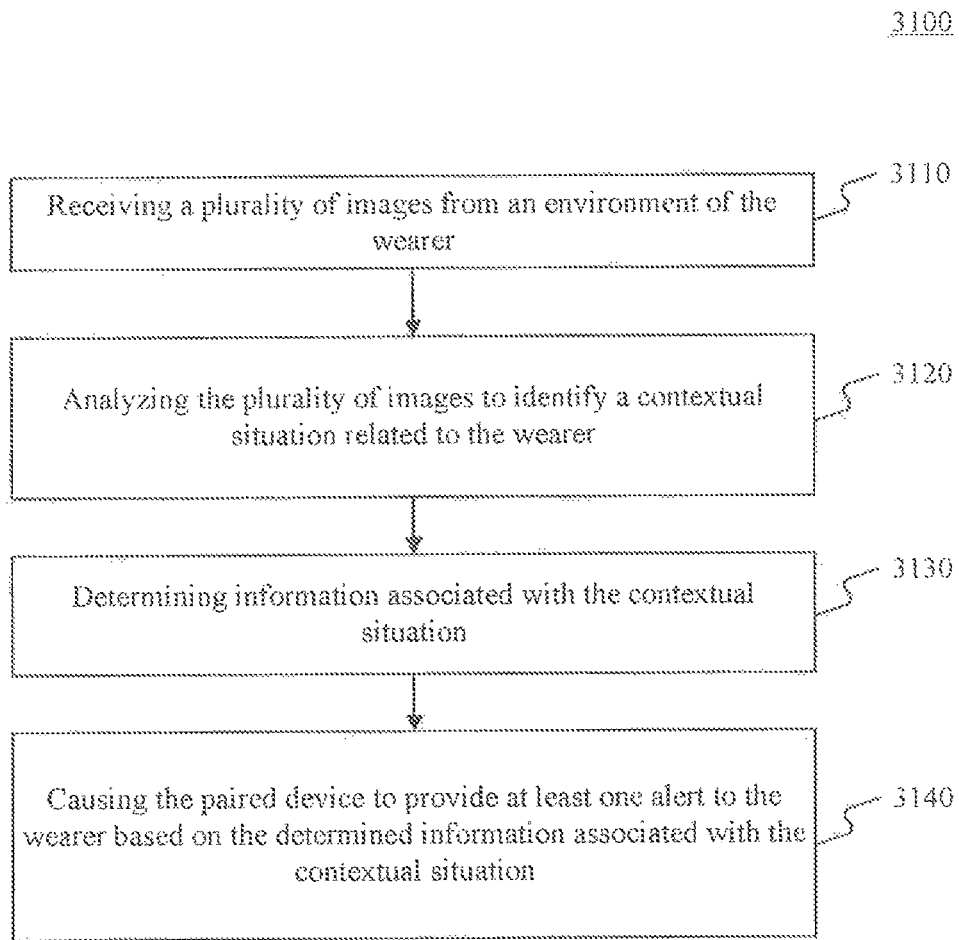 3100
3110
Receiving a plurality of images from an environment of the
wearer
3120
Analyzing the plurality of images to identify a contextual
situation related to the wearer
3130
Determining information associated with the contextual
situation
3140
Causing the paired device to provide at least one alert to the
wearer based on the determined information associated with the
contextual situation